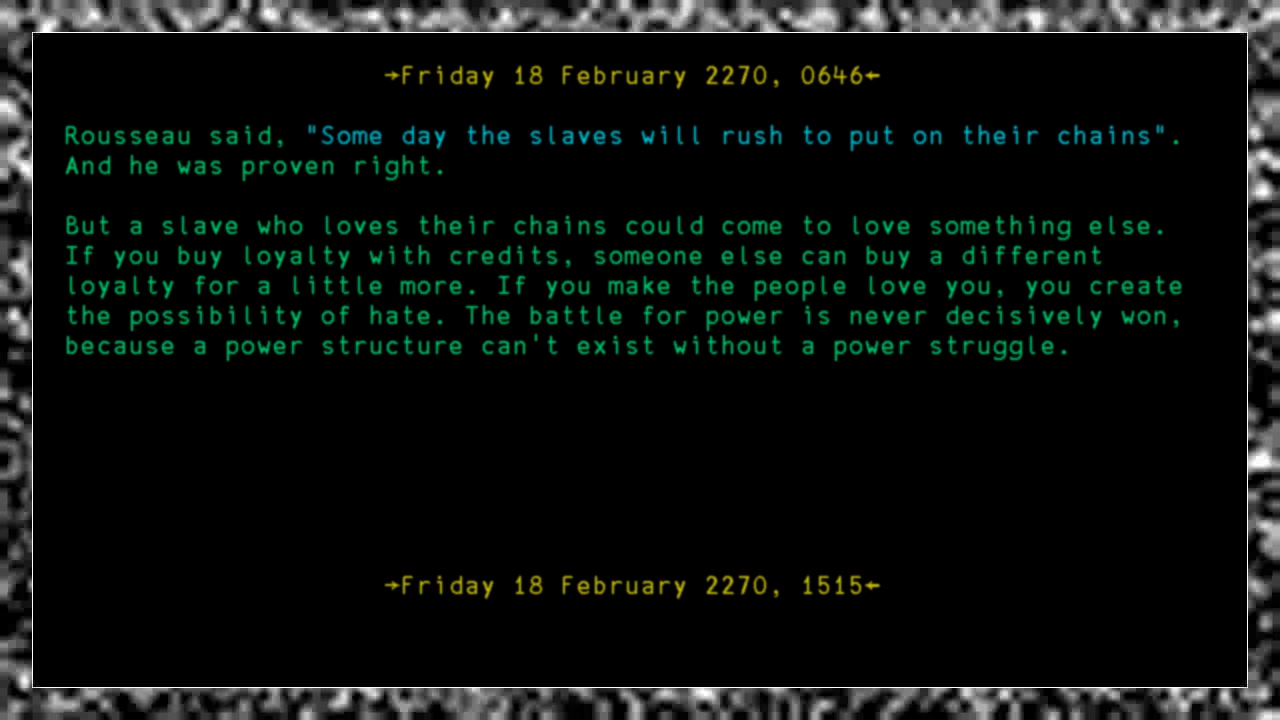 →Friday 18 February 2270, 0646←
Rousseau said, "Some day the slaves will rush to put on their chains".
And he was proven right.
But a slave who loves their chains could come to love something else.
If you buy loyalty with credits, someone else can buy a different
loyalty for a little more. If you make the people love you, you create
the possibility of hate. The battle for power is never decisively won,
because a power structure can't exist without a power struggle.
→Friday 18 February 2270, 1515←